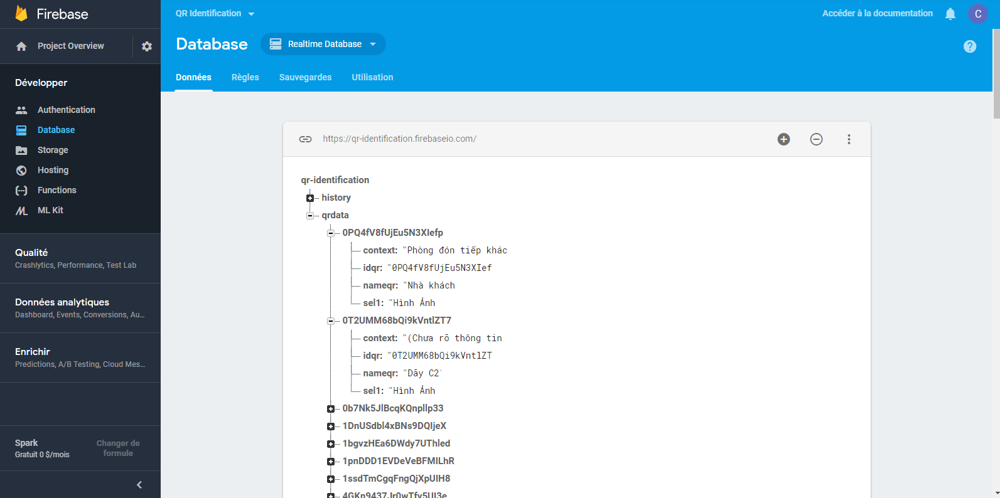 Firebase
Project Overview
Développer
Authentication
Database
Storage
Hosting
Functions
ML Kit
Qualité
Crashlytics, Performance, Test Lab
Données analytiques
Dashboard, Events, Conversions, Au...
Enrichir
Predictions, A/B Testing, Cloud Mes...
Spark
Gratuit 0 $/mois
Changer de
formule
QR Identification
Accéder à la documentation
C
Database
Realtime Database
Données
Règles
Sauvegardes
Utilisation
https://qr-identification.firebaseio.com/
qr-identification
history
qrdata
0PQ4fV8fUjEu5N3XIefp
context: "Phòng đón tiếp khác
idqr: "0PQ4fV8fUjEu5N3XIef
nameqr: "Nhà khách
sel1: "Hình Ảnh
0T2UMM68bQi9kVntlZT7
context: "(Chưa rõ thông tin
idqr: "0T2UMM68bQi9kVntlZT
nameqr: "Dãy C2'
sel1: "Hình Ảnh
0b7Nk5JlBcqKQnpllp33
1DnUSdbl4xBNs9DQIjeX
1bgvzHEa6DWdy7UThled
1pnDDD1EVDeVeBFMILhR
1ssdTmCgqFngQjXpUIH8
4GKn9437Jr0wTfv5UI3e